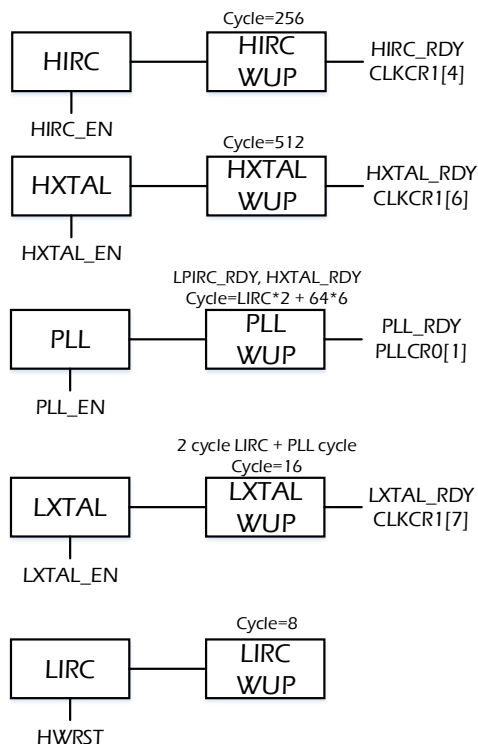 Cycle=256
HIRC
HIRC
WUP
HIRC_RDY
CLKCR1[4]
HIRC_EN
Cycle=512
HXTAL
HXTAL
WUP
HXTAL_RDY
CLKCR1[6]
HXTAL_EN
LPIRC_RDY, HXTAL_RDY
Cycle=LIRC*2 + 64*6
PLL
PLL
WUP
PLL_RDY
PLLCR0[1]
PLL_EN
2 cycle LIRC + PLL cycle
Cycle=16
LXTAL
LXTAL
WUP
LXTAL_RDY
CLKCR1[7]
LXTAL_EN
Cycle=8
LIRC
LIRC
WUP
HWRST